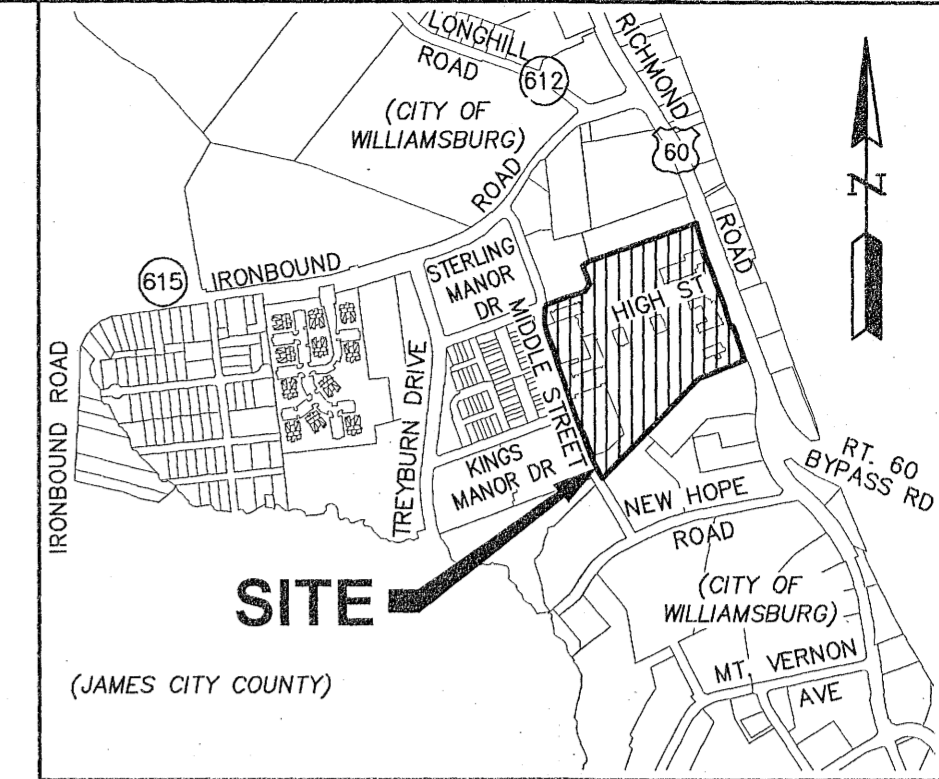 LONGHILL
ROAD
612
RICHMOND
ROAD
60
(CITY OF
WILLIAMSBURG)
ROAD
N
615
IRONBOUND
STERLING
MANOR
DR
HIGH ST
MIDDLE STREET
IRONBOUND ROAD
TREYBURN DRIVE
KINGS
MANOR DR
RT. 60
BYPASS RD
NEW HOPE
ROAD
SITE
(CITY OF
WILLIAMSBURG)
(JAMES CITY COUNTY)
MT. VERNON
AVE